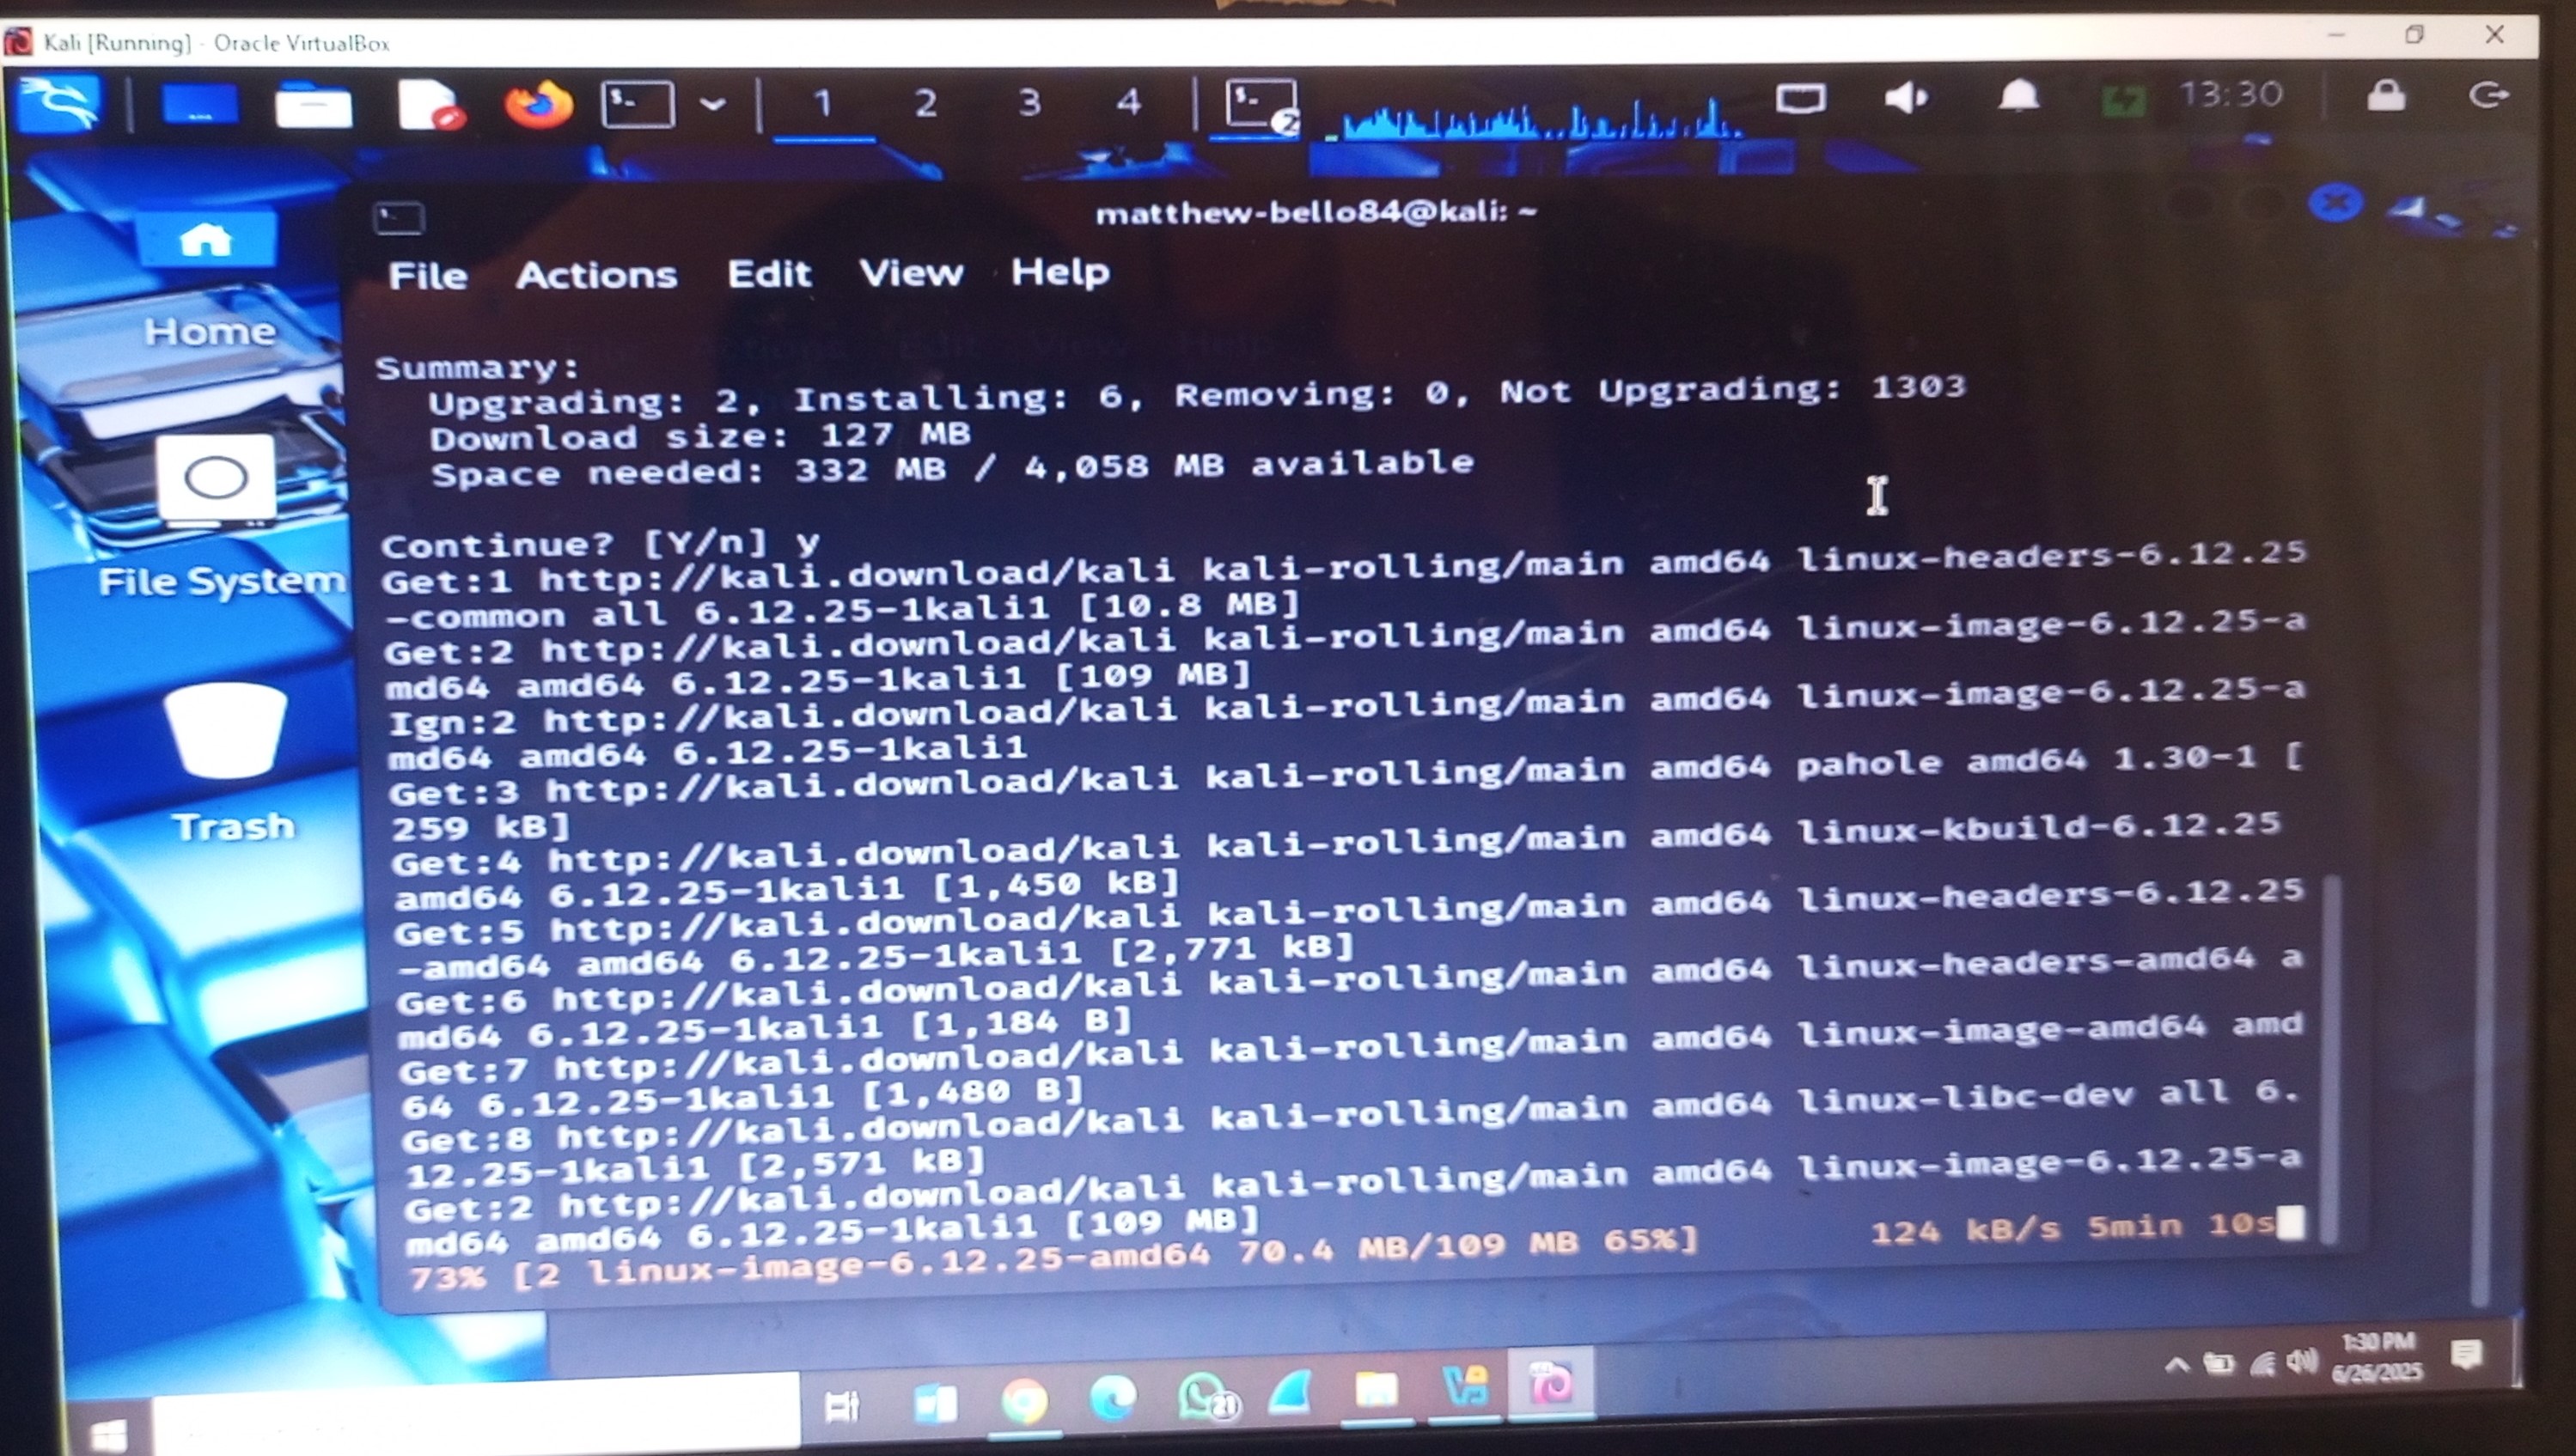 Kali [Running] - Oracle VirtualBox
1 2 3 4 2 13:30
matthew-bello84@kali: ~
File Actions Edit View Help
Home
File System
Trash
Summary:
Upgrading: 2, Installing: 6, Removing: 0, Not Upgrading: 1303
Download size: 127 MB
Space needed: 332 MB / 4,058 MB available
Continue? [Y/n] y
Get:1 http://kali.download/kali kali-rolling/main amd64 linux-headers-6.12.25
-common all 6.12.25-1kali1 [10.8 MB]
Get:2 http://kali.download/kali kali-rolling/main amd64 linux-image-6.12.25-a
md64 amd64 6.12.25-1kali1 [109 MB]
Ign:2 http://kali.download/kali kali-rolling/main amd64 linux-image-6.12.25-a
md64 amd64 6.12.25-1kali1
Get:3 http://kali.download/kali kali-rolling/main amd64 pahole amd64 1.30-1 [
259 kB]
Get:4 http://kali.download/kali kali-rolling/main amd64 linux-kbuild-6.12.25
amd64 6.12.25-1kali1 [1,450 kB]
Get:5 http://kali.download/kali kali-rolling/main amd64 linux-headers-6.12.25
-amd64 amd64 6.12.25-1kali1 [2,771 kB]
Get:6 http://kali.download/kali kali-rolling/main amd64 linux-headers-amd64 a
md64 6.12.25-1kali1 [1,184 B]
Get:7 http://kali.download/kali kali-rolling/main amd64 linux-image-amd64 amd
64 6.12.25-1kali1 [1,480 B]
Get:8 http://kali.download/kali kali-rolling/main amd64 linux-libc-dev all 6.
12.25-1kali1 [2,571 kB]
Get:2 http://kali.download/kali kali-rolling/main amd64 linux-image-6.12.25-a
md64 amd64 6.12.25-1kali1 [109 MB]
73% [2 linux-image-6.12.25-amd64 70.4 MB/109 MB 65%] 124 kB/s 5min 10s
21
1:30 PM
6/26/2025